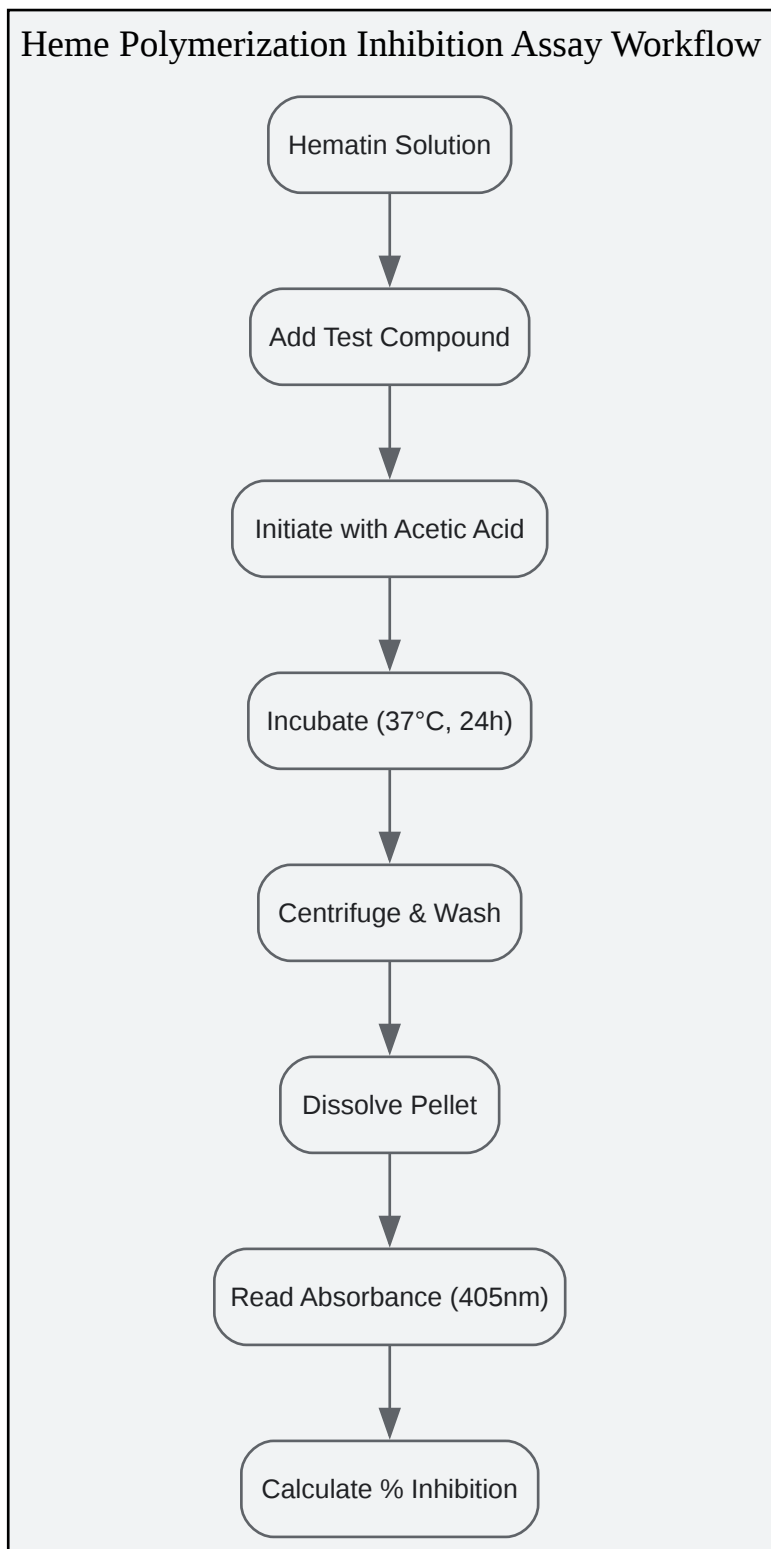 Heme Polymerization Inhibition Assay Workflow
Hematin Solution
Add Test Compound
Initiate with Acetic Acid
Incubate (37°C, 24h)
Centrifuge & Wash
Dissolve Pellet
Read Absorbance (405nm)
Calculate % Inhibition